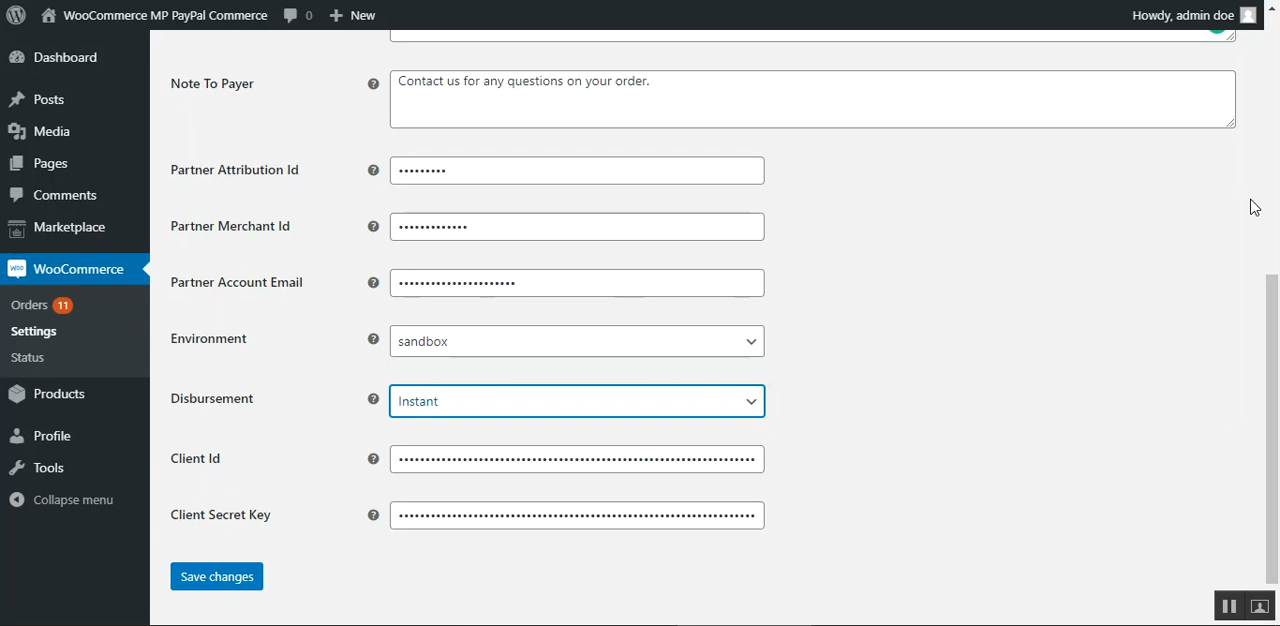 WooCommerce MP PayPal Commerce 0 New Howdy, admin doe
Dashboard
Posts
Media
Pages
Comments
Marketplace
WooCommerce
Orders 11
Settings
Status
Products
Profile
Tools
Collapse menu
Note To Payer Contact us for any questions on your order.
Partner Attribution Id •••••••••
Partner Merchant Id •••••••••••••
Partner Account Email ••••••••••••••••••••••
Environment sandbox
Disbursement Instant
Client Id
Client Secret Key
Save changes